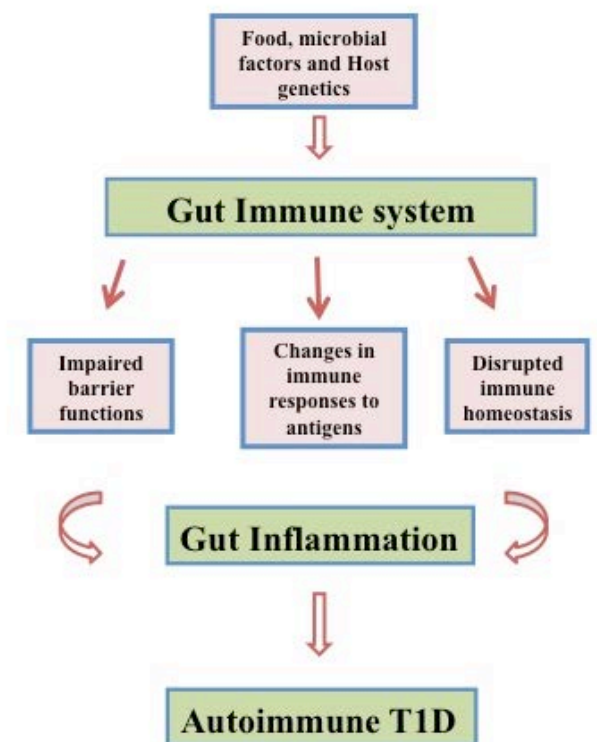 Food, microbial
factors and Host
genetics
Gut Immune system
Impaired
barrier
functions
Changes in
immune
responses to
antigens
Disrupted
immune
homeostasis
Gut Inflammation
Autoimmune T1D